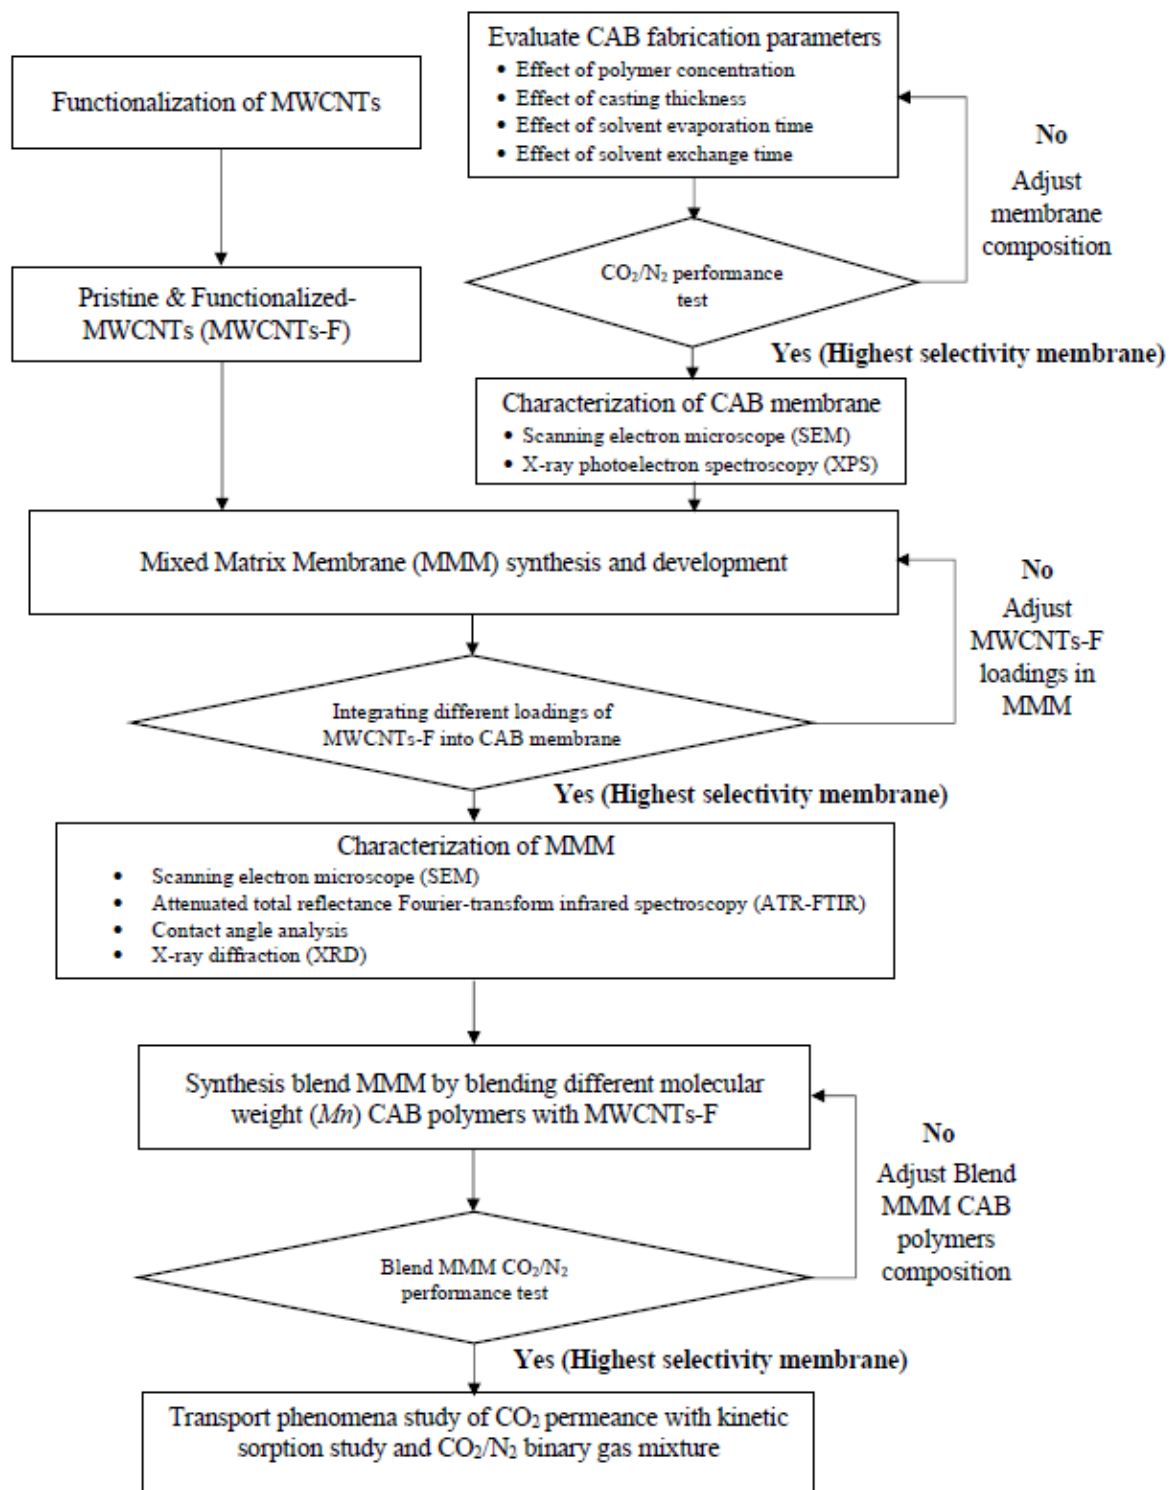 Functionalization of MWCNTs
Pristine & Functionalized-
MWCNTs (MWCNTs-F)
Evaluate CAB fabrication parameters
• Effect of polymer concentration
• Effect of casting thickness
• Effect of solvent evaporation time
• Effect of solvent exchange time
No
Adjust
membrane
composition
CO₂/N₂ performance
test
Yes (Highest selectivity membrane)
Characterization of CAB membrane
• Scanning electron microscope (SEM)
• X-ray photoelectron spectroscopy (XPS)
Mixed Matrix Membrane (MMM) synthesis and development
No
Adjust
MWCNTs-F
loadings in
MMM
Integrating different loadings of
MWCNTs-F into CAB membrane
Yes (Highest selectivity membrane)
Characterization of MMM
• Scanning electron microscope (SEM)
• Attenuated total reflectance Fourier-transform infrared spectroscopy (ATR-FTIR)
• Contact angle analysis
• X-ray diffraction (XRD)
Synthesis blend MMM by blending different molecular
weight (Mn) CAB polymers with MWCNTs-F
No
Adjust Blend
MMM CAB
polymers
composition
Blend MMM CO₂/N₂
performance test
Yes (Highest selectivity membrane)
Transport phenomena study of CO₂ permeance with kinetic
sorption study and CO₂/N₂ binary gas mixture